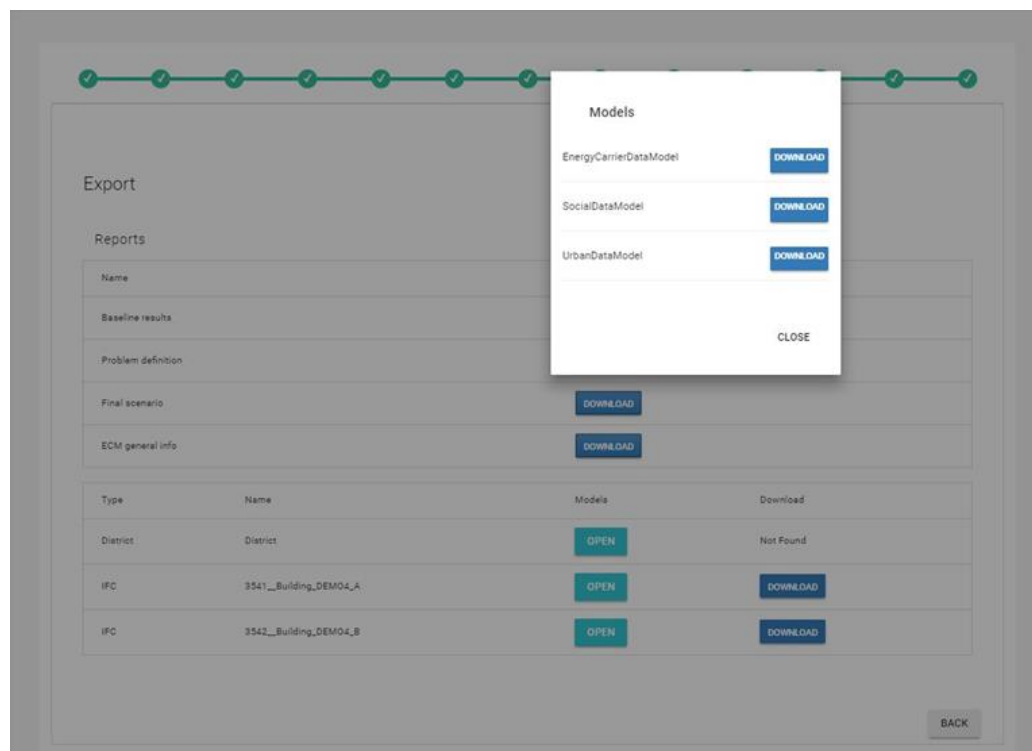 Models
EnergyCarrierDataModel DOWNLOAD
SocialDataModel DOWNLOAD
UrbanDataModel DOWNLOAD
CLOSE
Export
Reports
Name
Baseline results
Problem definition
Final scenario DOWNLOAD
ECM general info DOWNLOAD
Type Name Models Download
District District OPEN Not Found
IFC 3541__Building_DEMO4_A OPEN DOWNLOAD
IFC 3542__Building_DEMO4_B OPEN DOWNLOAD
BACK